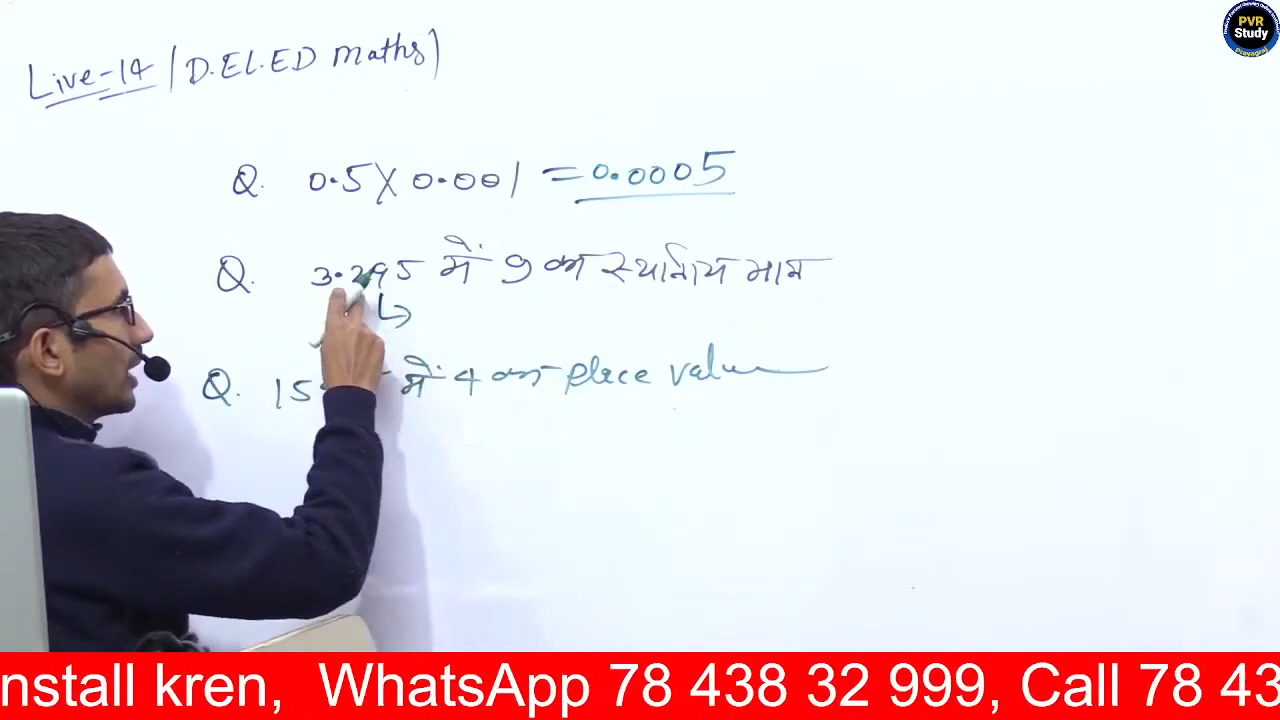 Live-14 / D.EL.ED Maths)
PVR
Study
Prayagraj
Q. 0.5 X 0.001 = 0.0005
Q. 3.295 में 9 का स्थानिय मान
Q. 15 में 4 का place value
nstall kren, WhatsApp 78 438 32 999, Call 78 43